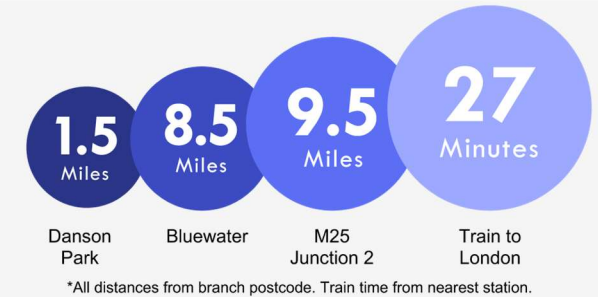 1.5
Miles
8.5
Miles
9.5
Miles
27
Minutes
Danson
Park
Bluewater
M25
Junction 2
Train to
London
*All distances from branch postcode. Train time from nearest station.